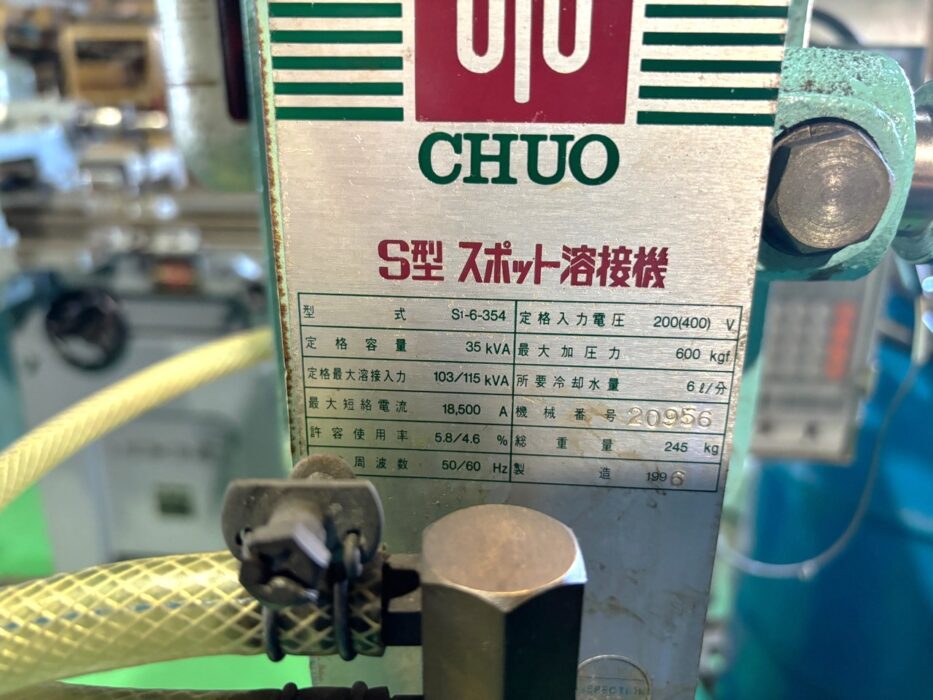 CHUO
S型 スポット溶接機
型式 S1-6-354 定格入力電圧 200(400) V
定格容量 35 kVA 最大加圧力 600 kgf
定格最大溶接入力 103/115 kVA 所要冷却水量 6ℓ/分
最大短絡電流 18,500 A 機械番号 20956
許容使用率 5.8/4.6 % 総重量 245 kg
周波数 50/60 Hz 製造 1996